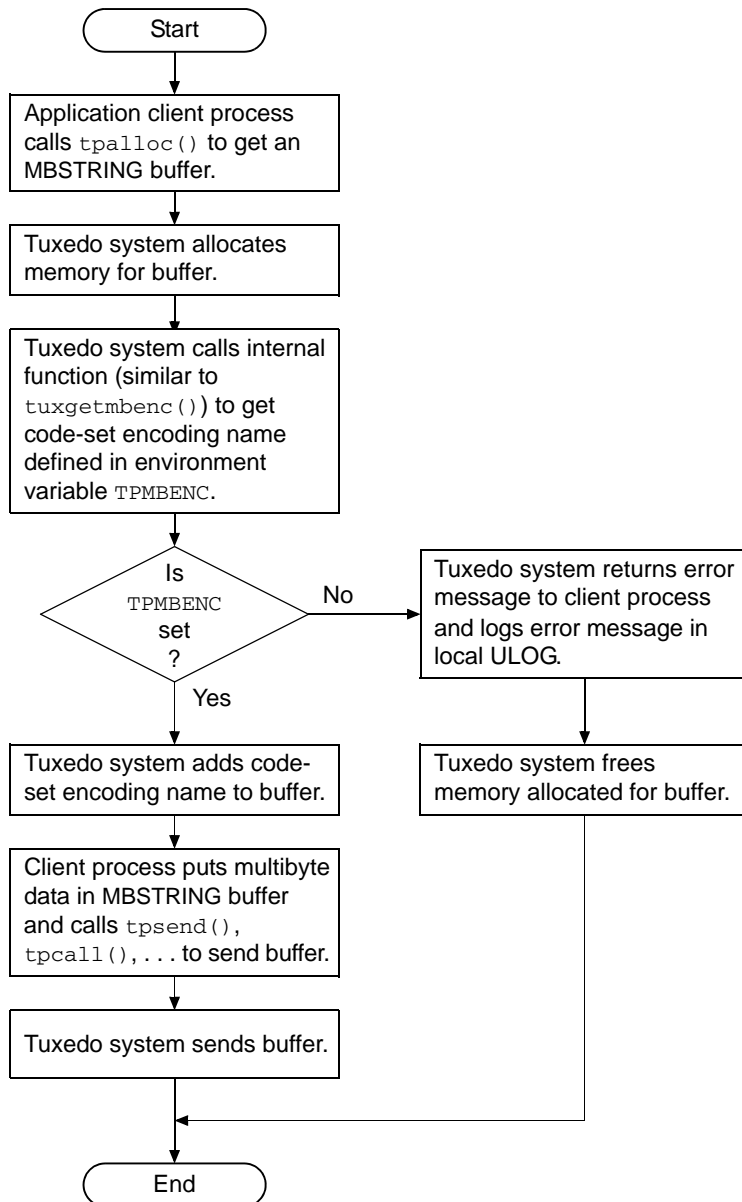 Start
Application client process
calls tpalloc() to get an
MBSTRING buffer.
Tuxedo system allocates
memory for buffer.
Tuxedo system calls internal
function (similar to
tuxgetmbenc()) to get
code-set encoding name
defined in environment
variable TPMBENC.
Is
TPMBENC
set
?
No
Tuxedo system returns error
message to client process
and logs error message in
local ULOG.
Yes
Tuxedo system adds code-
set encoding name to buffer.
Tuxedo system frees
memory allocated for buffer.
Client process puts multibyte
data in MBSTRING buffer
and calls tpsend(),
tpcall(),... to send buffer.
Tuxedo system sends buffer.
End